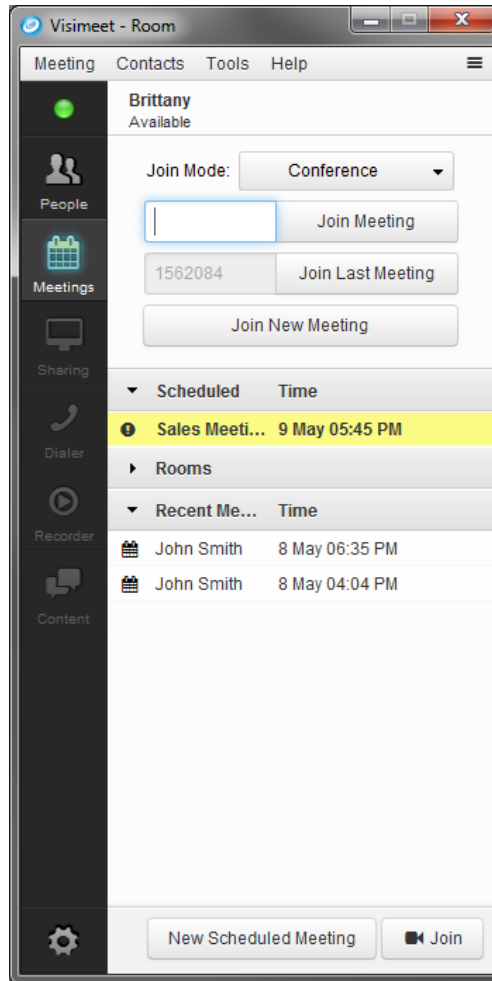 Visimeet - Room
Meeting Contacts Tools Help
Brittany
Available
People
Meetings
Sharing
Dialer
Recorder
Content
Join Mode: Conference
Join Meeting
1562084 Join Last Meeting
Join New Meeting
Scheduled Time
Sales Meeti... 9 May 05:45 PM
Rooms
Recent Me... Time
John Smith 8 May 06:35 PM
John Smith 8 May 04:04 PM
New Scheduled Meeting Join